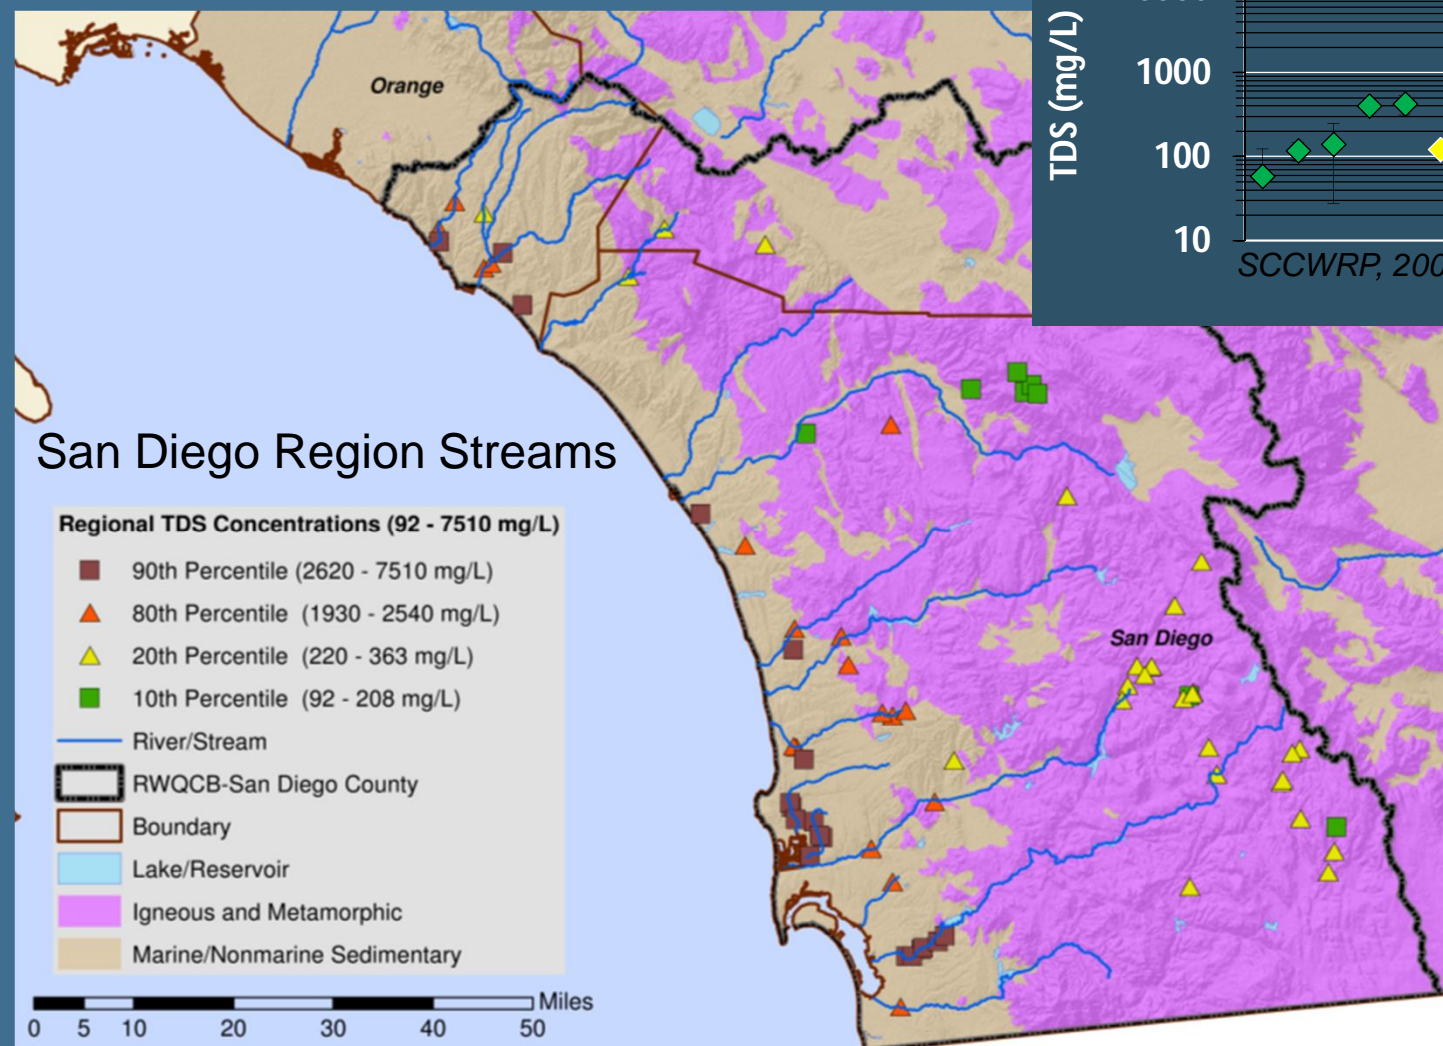 Orange
TDS (mg/L)
1000
100
10
SCCWRP, 200
San Diego Region Streams
Regional TDS Concentrations (92 - 7510 mg/L)
90th Percentile (2620 - 7510 mg/L)
80th Percentile (1930 - 2540 mg/L)
20th Percentile (220 - 363 mg/L)
10th Percentile (92 - 208 mg/L)
River/Stream
RWQCB-San Diego County
Boundary
Lake/Reservoir
Igneous and Metamorphic
Marine/Nonmarine Sedimentary
San Diego
Miles
0 5 10 20 30 40 50